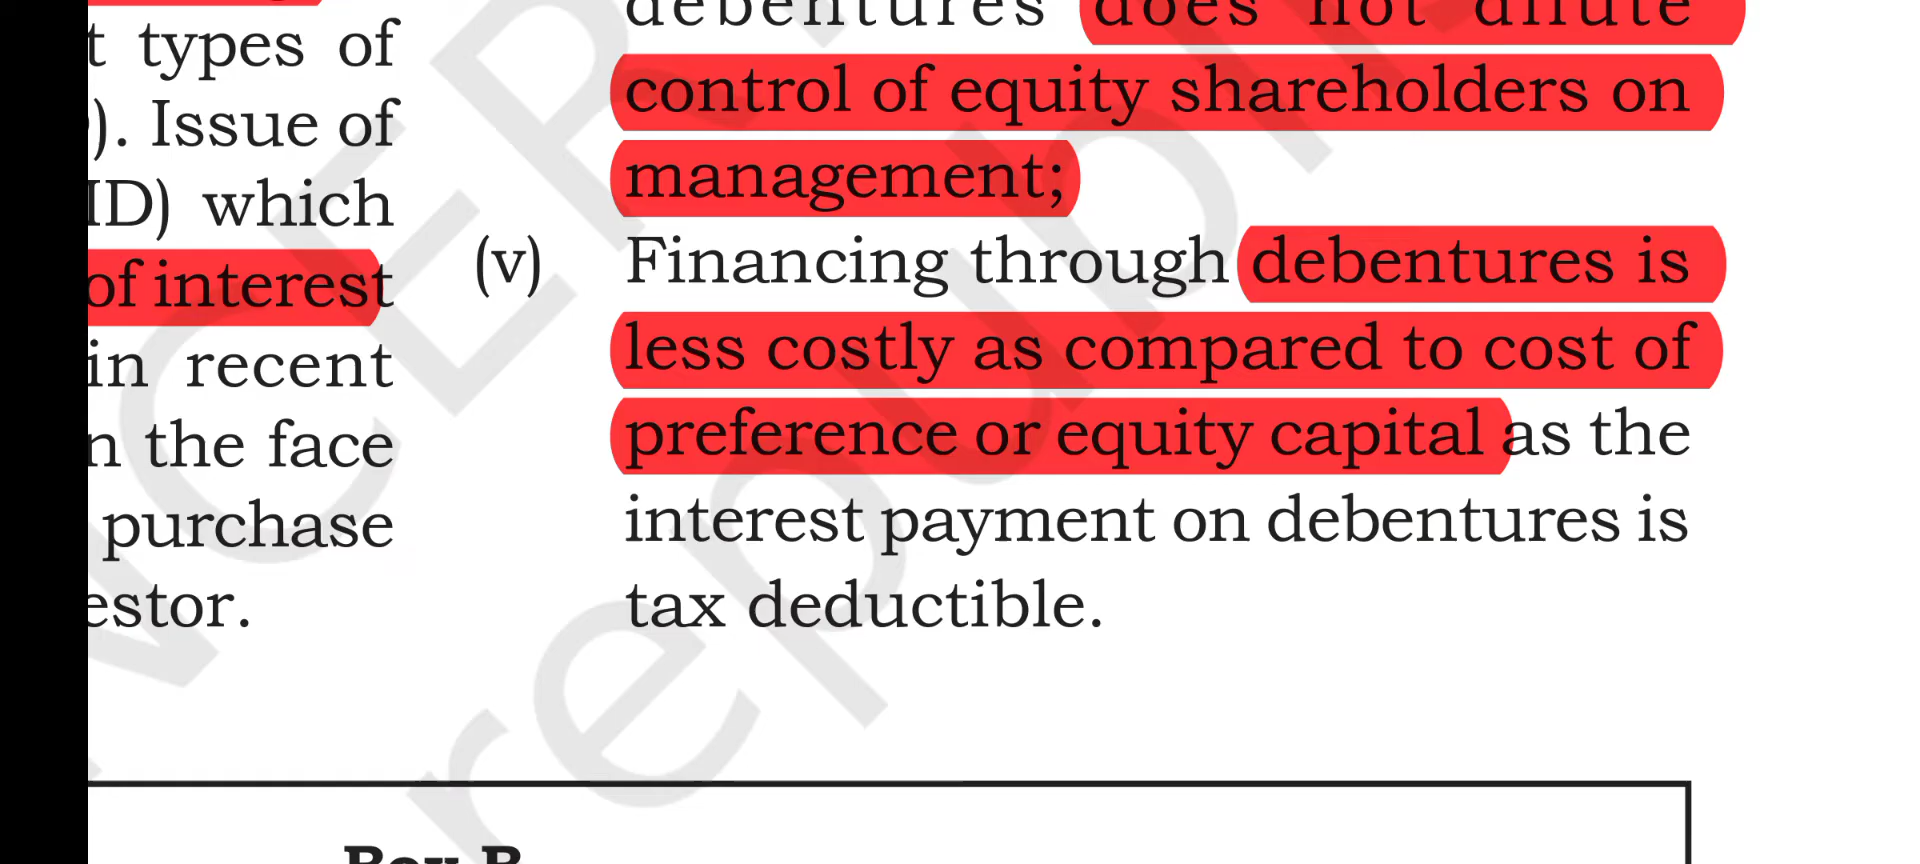 t types of
). Issue of
ID) which
of interest
in recent
n the face
purchase
estor.
debentures does not dilute
control of equity shareholders on
management;
(v) Financing through debentures is
less costly as compared to cost of
preference or equity capital as the
interest payment on debentures is
tax deductible.
Box B